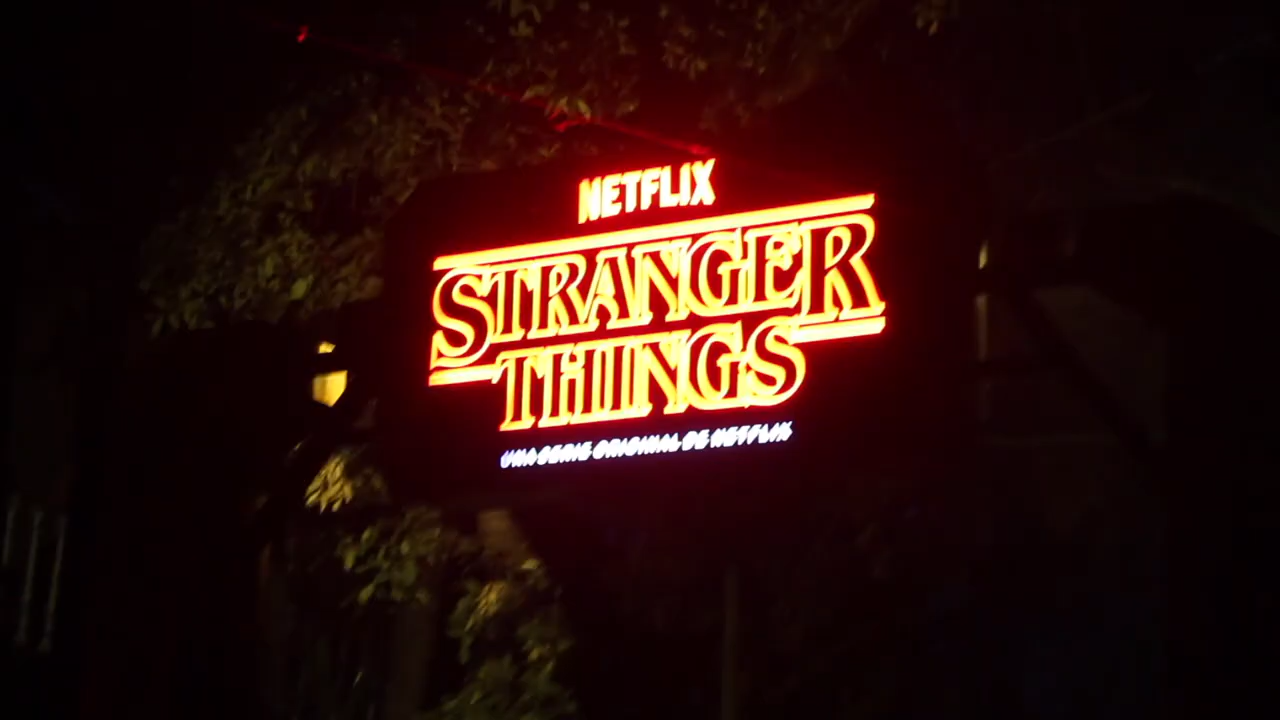 NETFLIX
STRANGER
THINGS
UNA SERIE ORIGINAL DE NETFLIX